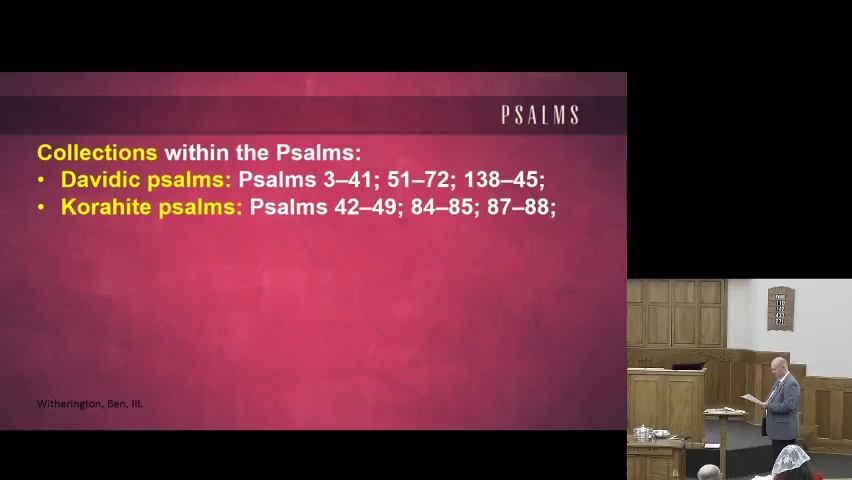 PSALMS
Collections within the Psalms:
• Davidic psalms: Psalms 3–41; 51–72; 138–45;
• Korahite psalms: Psalms 42–49; 84–85; 87–88;
Witherington, Ben, III.